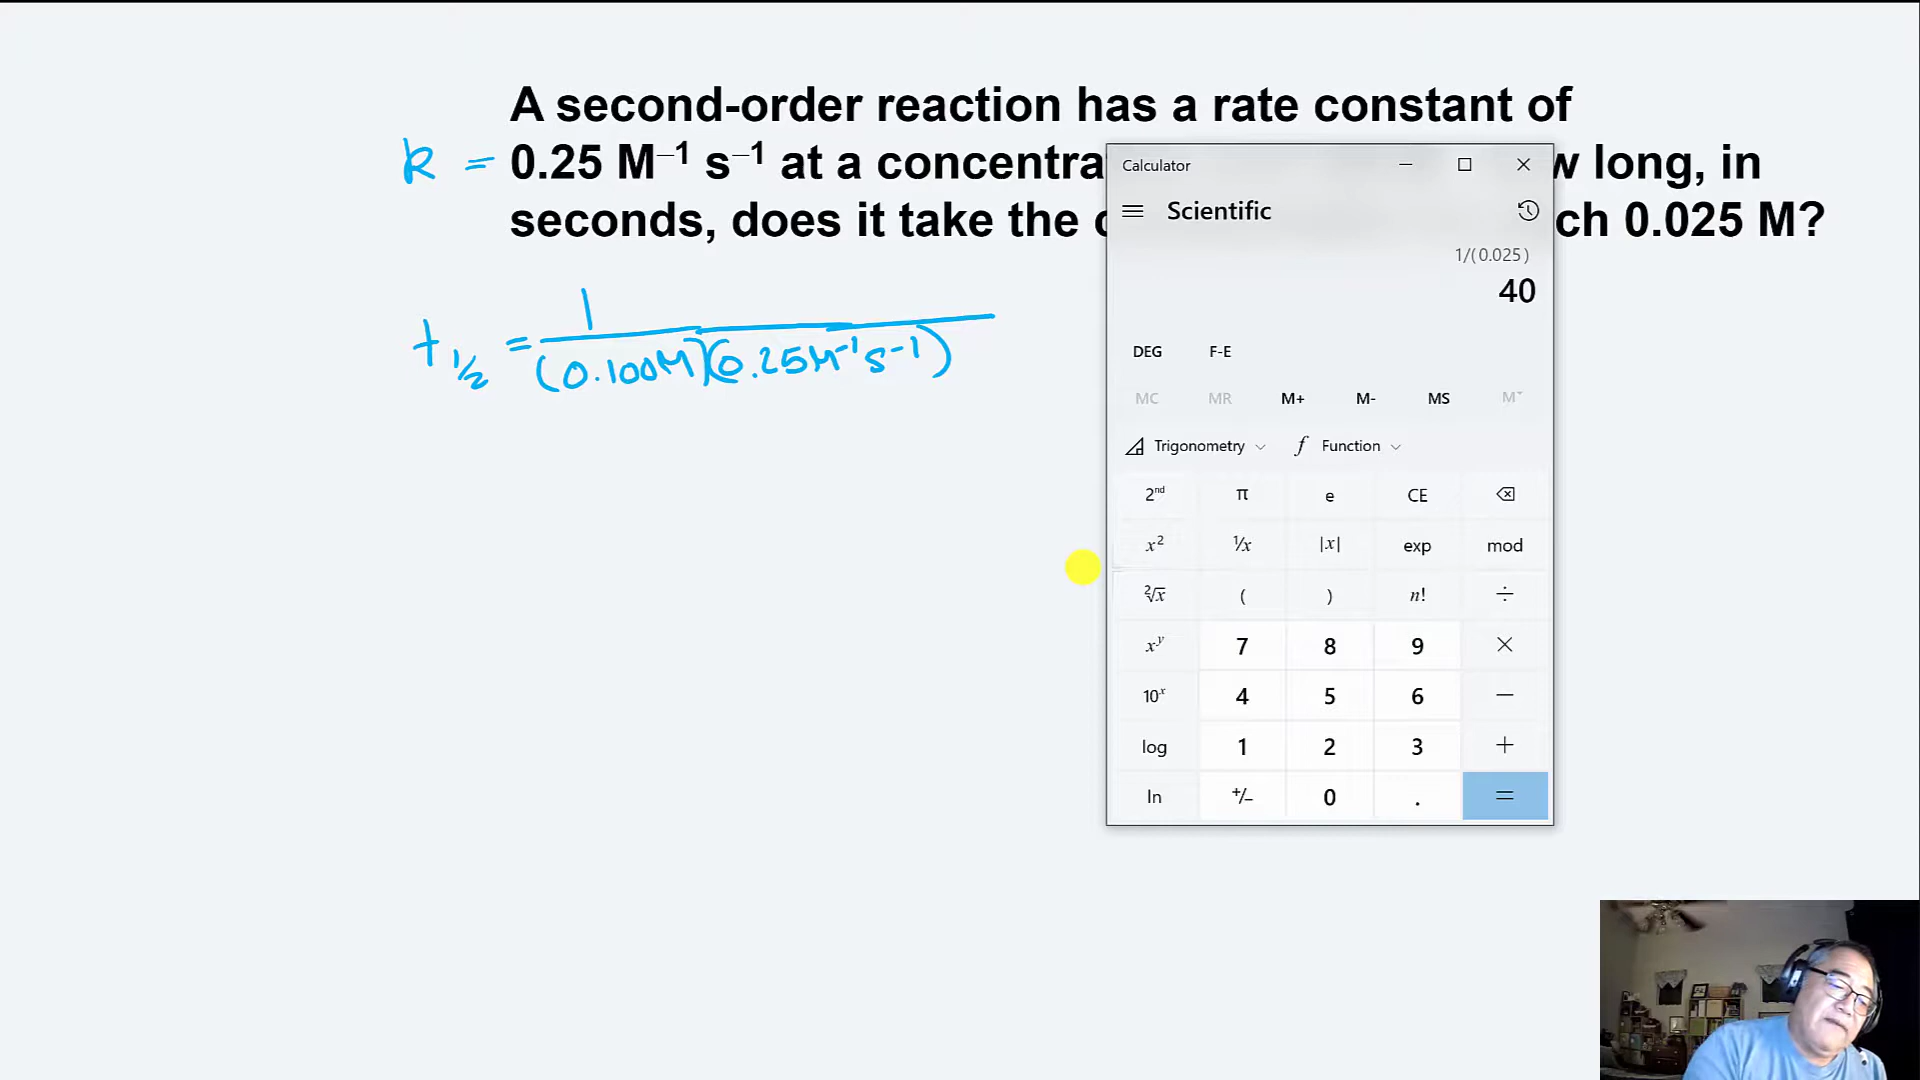 A second-order reaction has a rate constant of
k = 0.25 M⁻¹ s⁻¹ at a concentra w long, in
seconds, does it take the ch 0.025 M?
t 1/2 = 1
(0.100M)(0.25M⁻¹s⁻¹)
Calculator
Scientific
1/(0.025)
40
DEG F-E
MC MR M+ M- MS M˅
Trigonometry f Function
2ⁿᵈ π e CE
x² ¹/x |x| exp mod
²√x ( ) n! ÷
xʸ 7 8 9 ×
10ˣ 4 5 6 −
log 1 2 3 +
ln +/− 0 . =